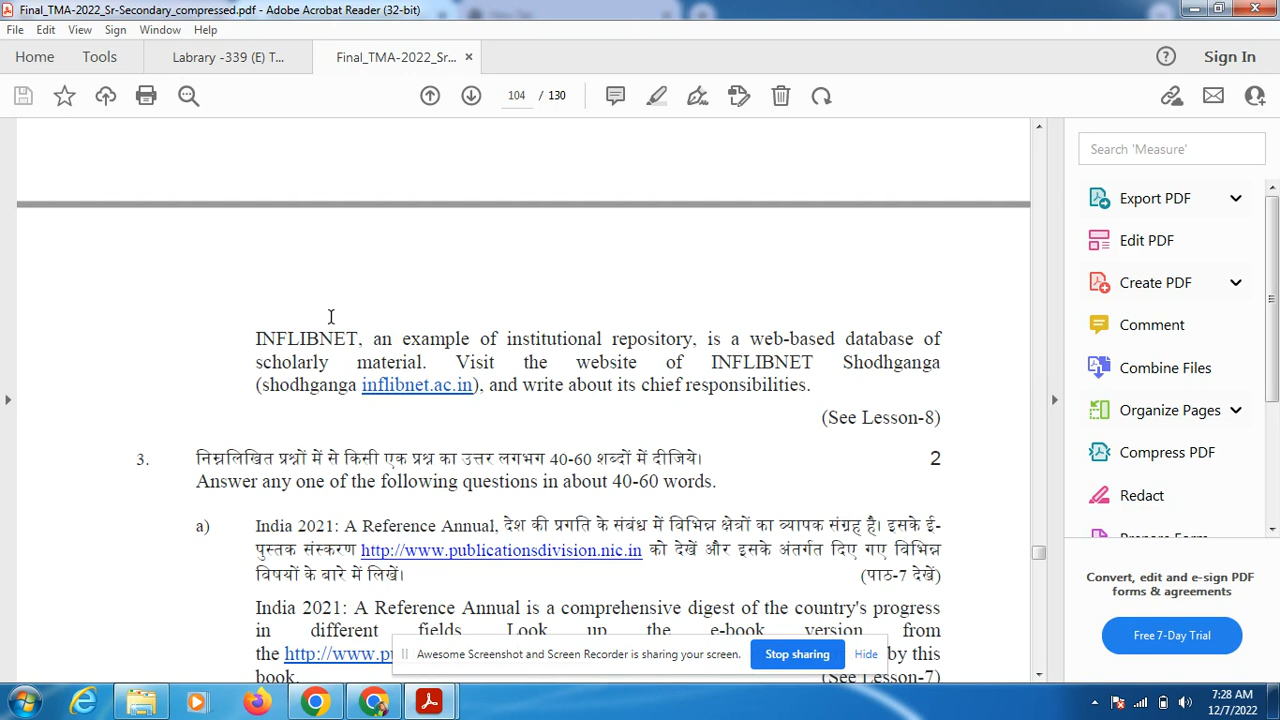 Final_TMA-2022_Sr-Secondary_compressed.pdf - Adobe Acrobat Reader (32-bit)
File Edit View Sign Window Help
Home Tools Labrary -339 (E) T... Final_TMA-2022_Sr... × Sign In
104 / 130
Search 'Measure'
Export PDF
Edit PDF
Create PDF
Comment
Combine Files
Organize Pages
Compress PDF
Redact
Convert, edit and e-sign PDF
forms & agreements
Free 7-Day Trial
INFLIBNET, an example of institutional repository, is a web-based database of
scholarly material. Visit the website of INFLIBNET Shodhganga
(shodhganga inflibnet.ac.in), and write about its chief responsibilities.
(See Lesson-8)
3. निम्नलिखित प्रश्नों में से किसी एक प्रश्न का उत्तर लगभग 40-60 शब्दों में दीजिये। 2
Answer any one of the following questions in about 40-60 words.
a) India 2021: A Reference Annual, देश की प्रगति के संबंध में विभिन्न क्षेत्रों का व्यापक संग्रह है। इसके ई-
पुस्तक संस्करण http://www.publicationsdivision.nic.in को देखें और इसके अंतर्गत दिए गए विभिन्न
विषयों के बारे में लिखें। (पाठ-7 देखें)
India 2021: A Reference Annual is a comprehensive digest of the country's progress
in different fields. Look up the e-book version from
the http://www.p by this
book. (See Lesson-7)
Awesome Screenshot and Screen Recorder is sharing your screen. Stop sharing Hide
7:28 AM
12/7/2022